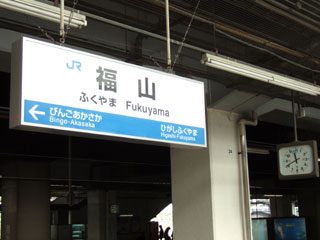 JR
福山
ふくやま Fukuyama
びんごあかさか
Bingo-Akasaka
ひがしふくやま
Higashi-Fukuyama